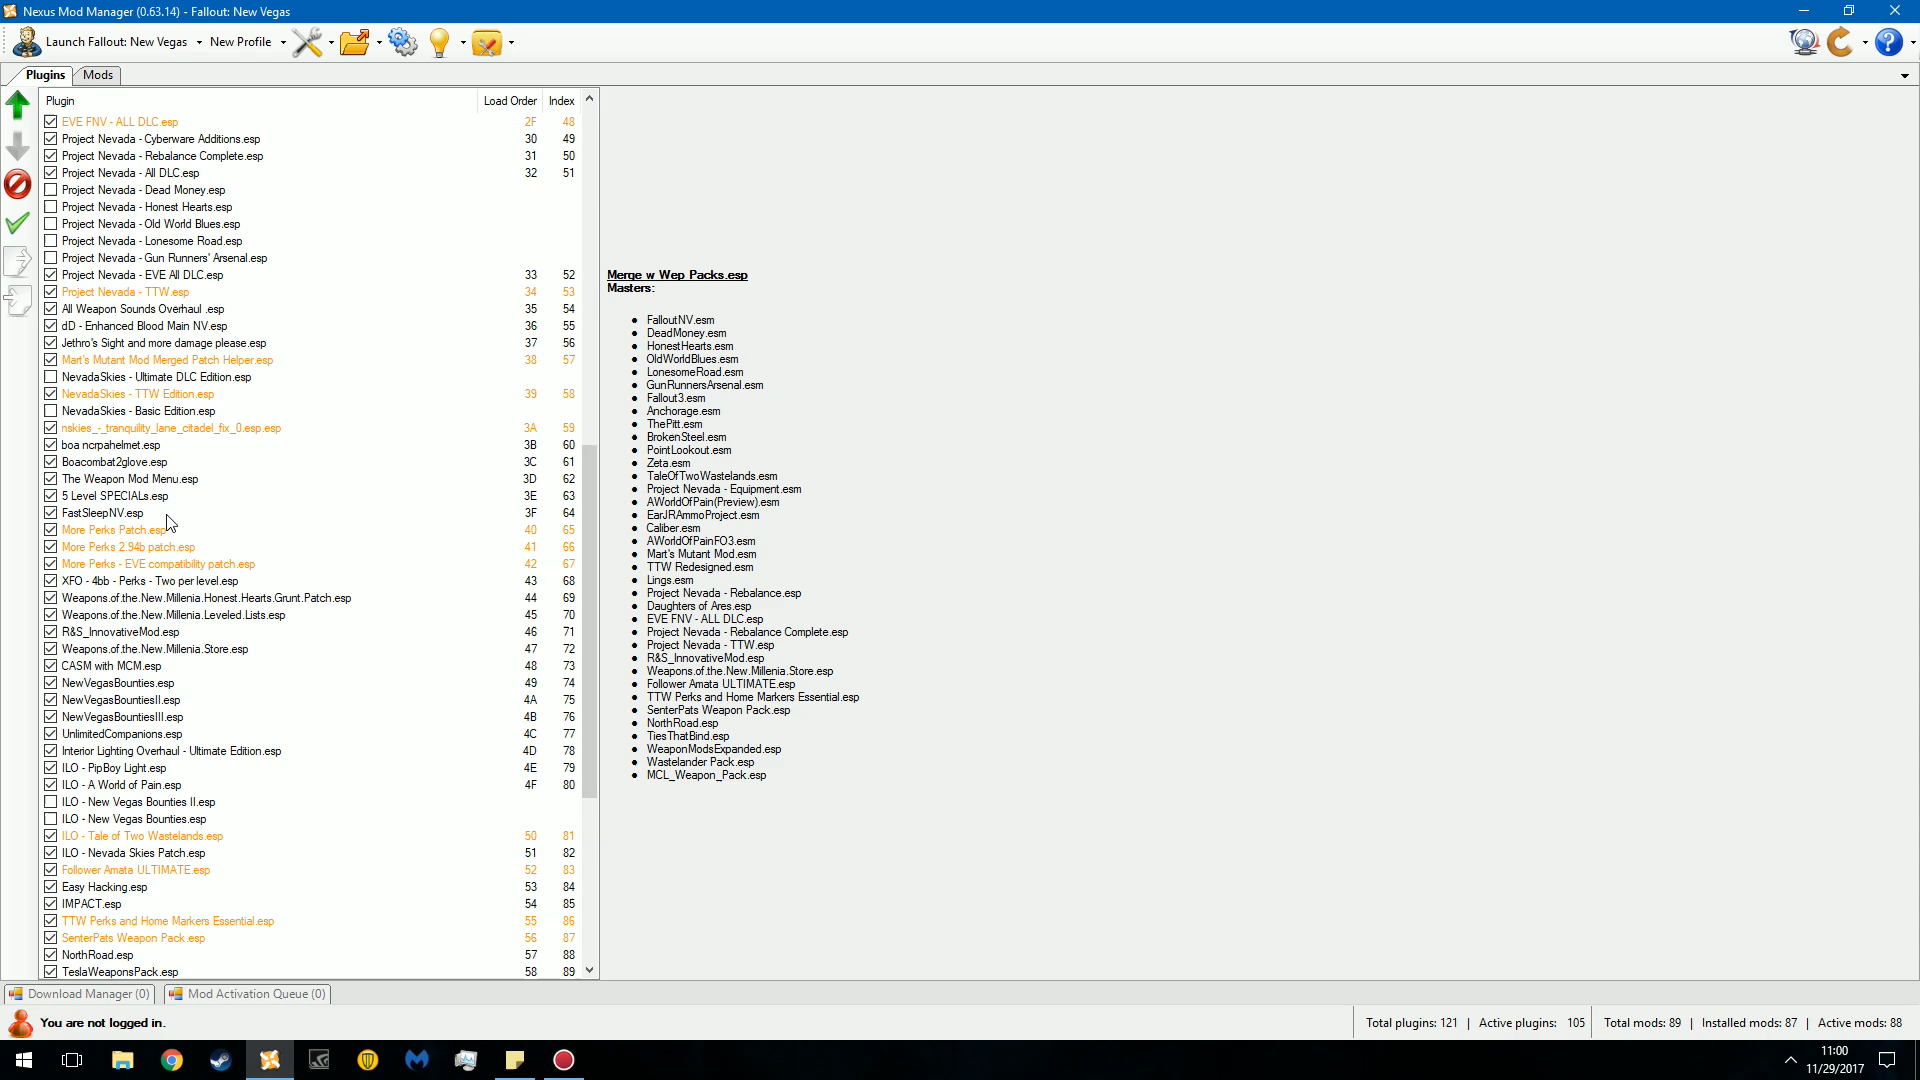 Nexus Mod Manager (0.63.14) - Fallout: New Vegas
Launch Fallout: New Vegas New Profile
Plugins Mods
Plugin Load Order Index
EVE FNV - ALL DLC.esp 2F 48
Project Nevada - Cyberware Additions.esp 30 49
Project Nevada - Rebalance Complete.esp 31 50
Project Nevada - All DLC.esp 32 51
Project Nevada - Dead Money.esp
Project Nevada - Honest Hearts.esp
Project Nevada - Old World Blues.esp
Project Nevada - Lonesome Road.esp
Project Nevada - Gun Runners' Arsenal.esp
Project Nevada - EVE All DLC.esp 33 52
Project Nevada - TTW.esp 34 53
All Weapon Sounds Overhaul .esp 35 54
dD - Enhanced Blood Main NV.esp 36 55
Jethro's Sight and more damage please.esp 37 56
Mart's Mutant Mod Merged Patch Helper.esp 38 57
NevadaSkies - Ultimate DLC Edition.esp
NevadaSkies - TTW Edition.esp 39 58
NevadaSkies - Basic Edition.esp
nskies_-_tranquility_lane_citadel_fix_0.esp.esp 3A 59
boa ncrpahelmet.esp 3B 60
Boacombat2glove.esp 3C 61
The Weapon Mod Menu.esp 3D 62
5 Level SPECIALs.esp 3E 63
FastSleepNV.esp 3F 64
More Perks Patch.esp 40 65
More Perks 2.94b patch.esp 41 66
More Perks - EVE compatibility patch.esp 42 67
XFO - 4bb - Perks - Two per level.esp 43 68
Weapons.of.the.New.Millenia.Honest.Hearts.Grunt.Patch.esp 44 69
Weapons.of.the.New.Millenia.Leveled.Lists.esp 45 70
R&S_InnovativeMod.esp 46 71
Weapons.of.the.New.Millenia.Store.esp 47 72
CASM with MCM.esp 48 73
NewVegasBounties.esp 49 74
NewVegasBountiesII.esp 4A 75
NewVegasBountiesIII.esp 4B 76
UnlimitedCompanions.esp 4C 77
Interior Lighting Overhaul - Ultimate Edition.esp 4D 78
ILO - PipBoy Light.esp 4E 79
ILO - A World of Pain.esp 4F 80
ILO - New Vegas Bounties II.esp
ILO - New Vegas Bounties.esp
ILO - Tale of Two Wastelands.esp 50 81
ILO - Nevada Skies Patch.esp 51 82
Follower Amata ULTIMATE.esp 52 83
Easy Hacking.esp 53 84
IMPACT.esp 54 85
TTW Perks and Home Markers Essential.esp 55 86
SenterPats Weapon Pack.esp 56 87
NorthRoad.esp 57 88
TeslaWeaponsPack.esp 58 89
Merge w Wep Packs.esp
Masters:
FalloutNV.esm
DeadMoney.esm
HonestHearts.esm
OldWorldBlues.esm
LonesomeRoad.esm
GunRunnersArsenal.esm
Fallout3.esm
Anchorage.esm
ThePitt.esm
BrokenSteel.esm
PointLookout.esm
Zeta.esm
TaleOfTwoWastelands.esm
Project Nevada - Equipment.esm
AWorldOfPain(Preview).esm
EarJRAmmoProject.esm
Caliber.esm
AWorldOfPainFO3.esm
Mart's Mutant Mod.esm
TTW Redesigned.esm
Lings.esm
Project Nevada - Rebalance.esp
Daughters of Ares.esp
EVE FNV - ALL DLC.esp
Project Nevada - Rebalance Complete.esp
Project Nevada - TTW.esp
R&S_InnovativeMod.esp
Weapons.of.the.New.Millenia.Store.esp
Follower Amata ULTIMATE.esp
TTW Perks and Home Markers Essential.esp
SenterPats Weapon Pack.esp
NorthRoad.esp
TiesThatBind.esp
WeaponModsExpanded.esp
Wastelander Pack.esp
MCL_Weapon_Pack.esp
Download Manager (0) Mod Activation Queue (0)
You are not logged in. Total plugins: 121 | Active plugins: 105 Total mods: 89 | Installed mods: 87 | Active mods: 88
11:00
11/29/2017